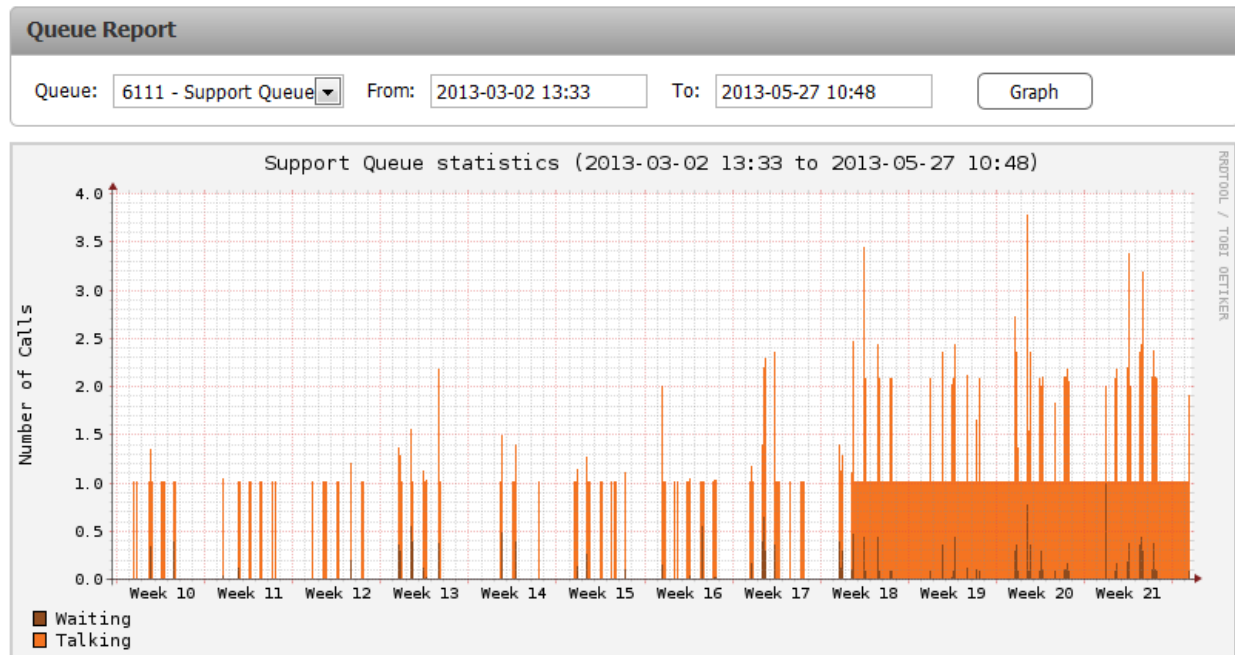 Queue Report
Queue: 6111 - Support Queue From: 2013-03-02 13:33 To: 2013-05-27 10:48 Graph
Support Queue statistics (2013-03-02 13:33 to 2013-05-27 10:48)
RRDTOOL / TOBI OETIKER
Number of Calls
4.0
3.5
3.0
2.5
2.0
1.5
1.0
0.5
0.0
Week 10 Week 11 Week 12 Week 13 Week 14 Week 15 Week 16 Week 17 Week 18 Week 19 Week 20 Week 21
Waiting
Talking